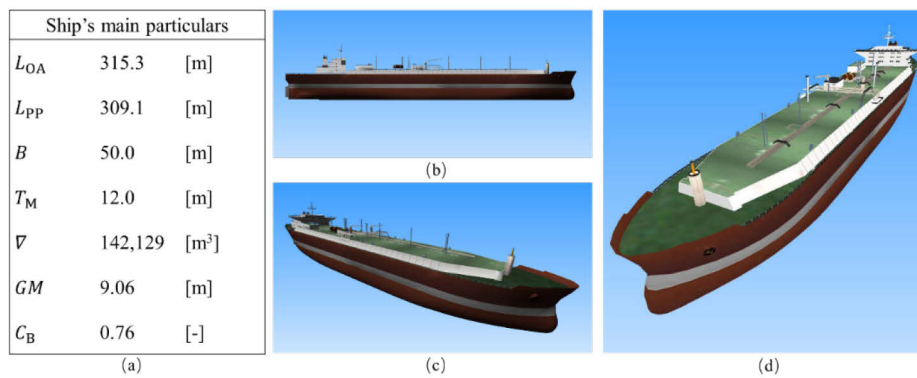 Ship's main particulars
L_OA 315.3 [m]
L_PP 309.1 [m]
B 50.0 [m]
T_M 12.0 [m]
∇ 142,129 [m³]
GM 9.06 [m]
C_B 0.76 [-]
(a)
(b)
(c)
(d)